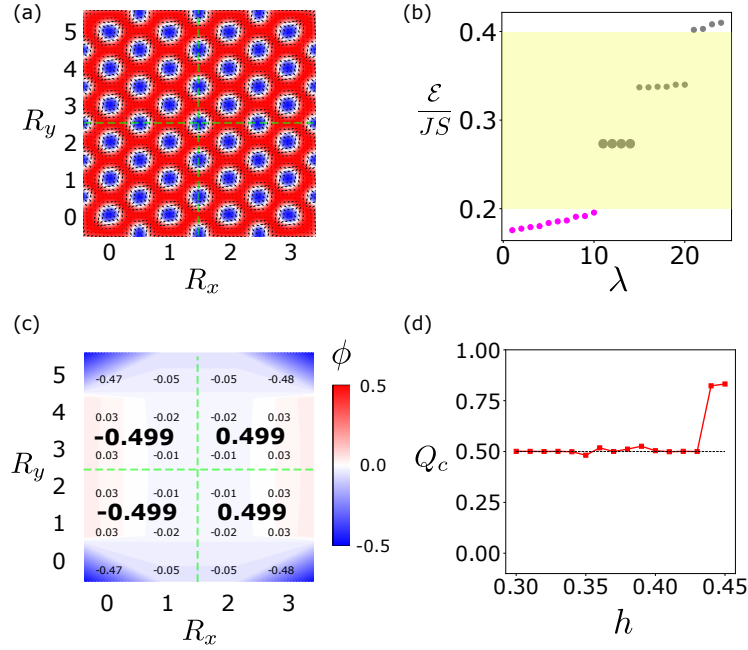 (a)
5
4
3
2
1
0
R_y
0 1 2 3
R_x
(b)
0.4
0.3
0.2
ℰ/JS
0 10 20
λ
(c)
5
4
3
2
1
0
R_y
-0.47 -0.05 -0.05 -0.48
0.03 -0.02 -0.02 0.03
-0.499 0.499
0.03 -0.01 -0.01 0.03
0.03 -0.01 -0.01 0.03
-0.499 0.499
0.03 -0.02 -0.02 0.03
-0.47 -0.05 -0.05 -0.48
0 1 2 3
R_x
ϕ
0.5
0.0
-0.5
(d)
1.00
0.75
0.50
0.25
0.00
Q_c
0.30 0.35 0.40 0.45
h